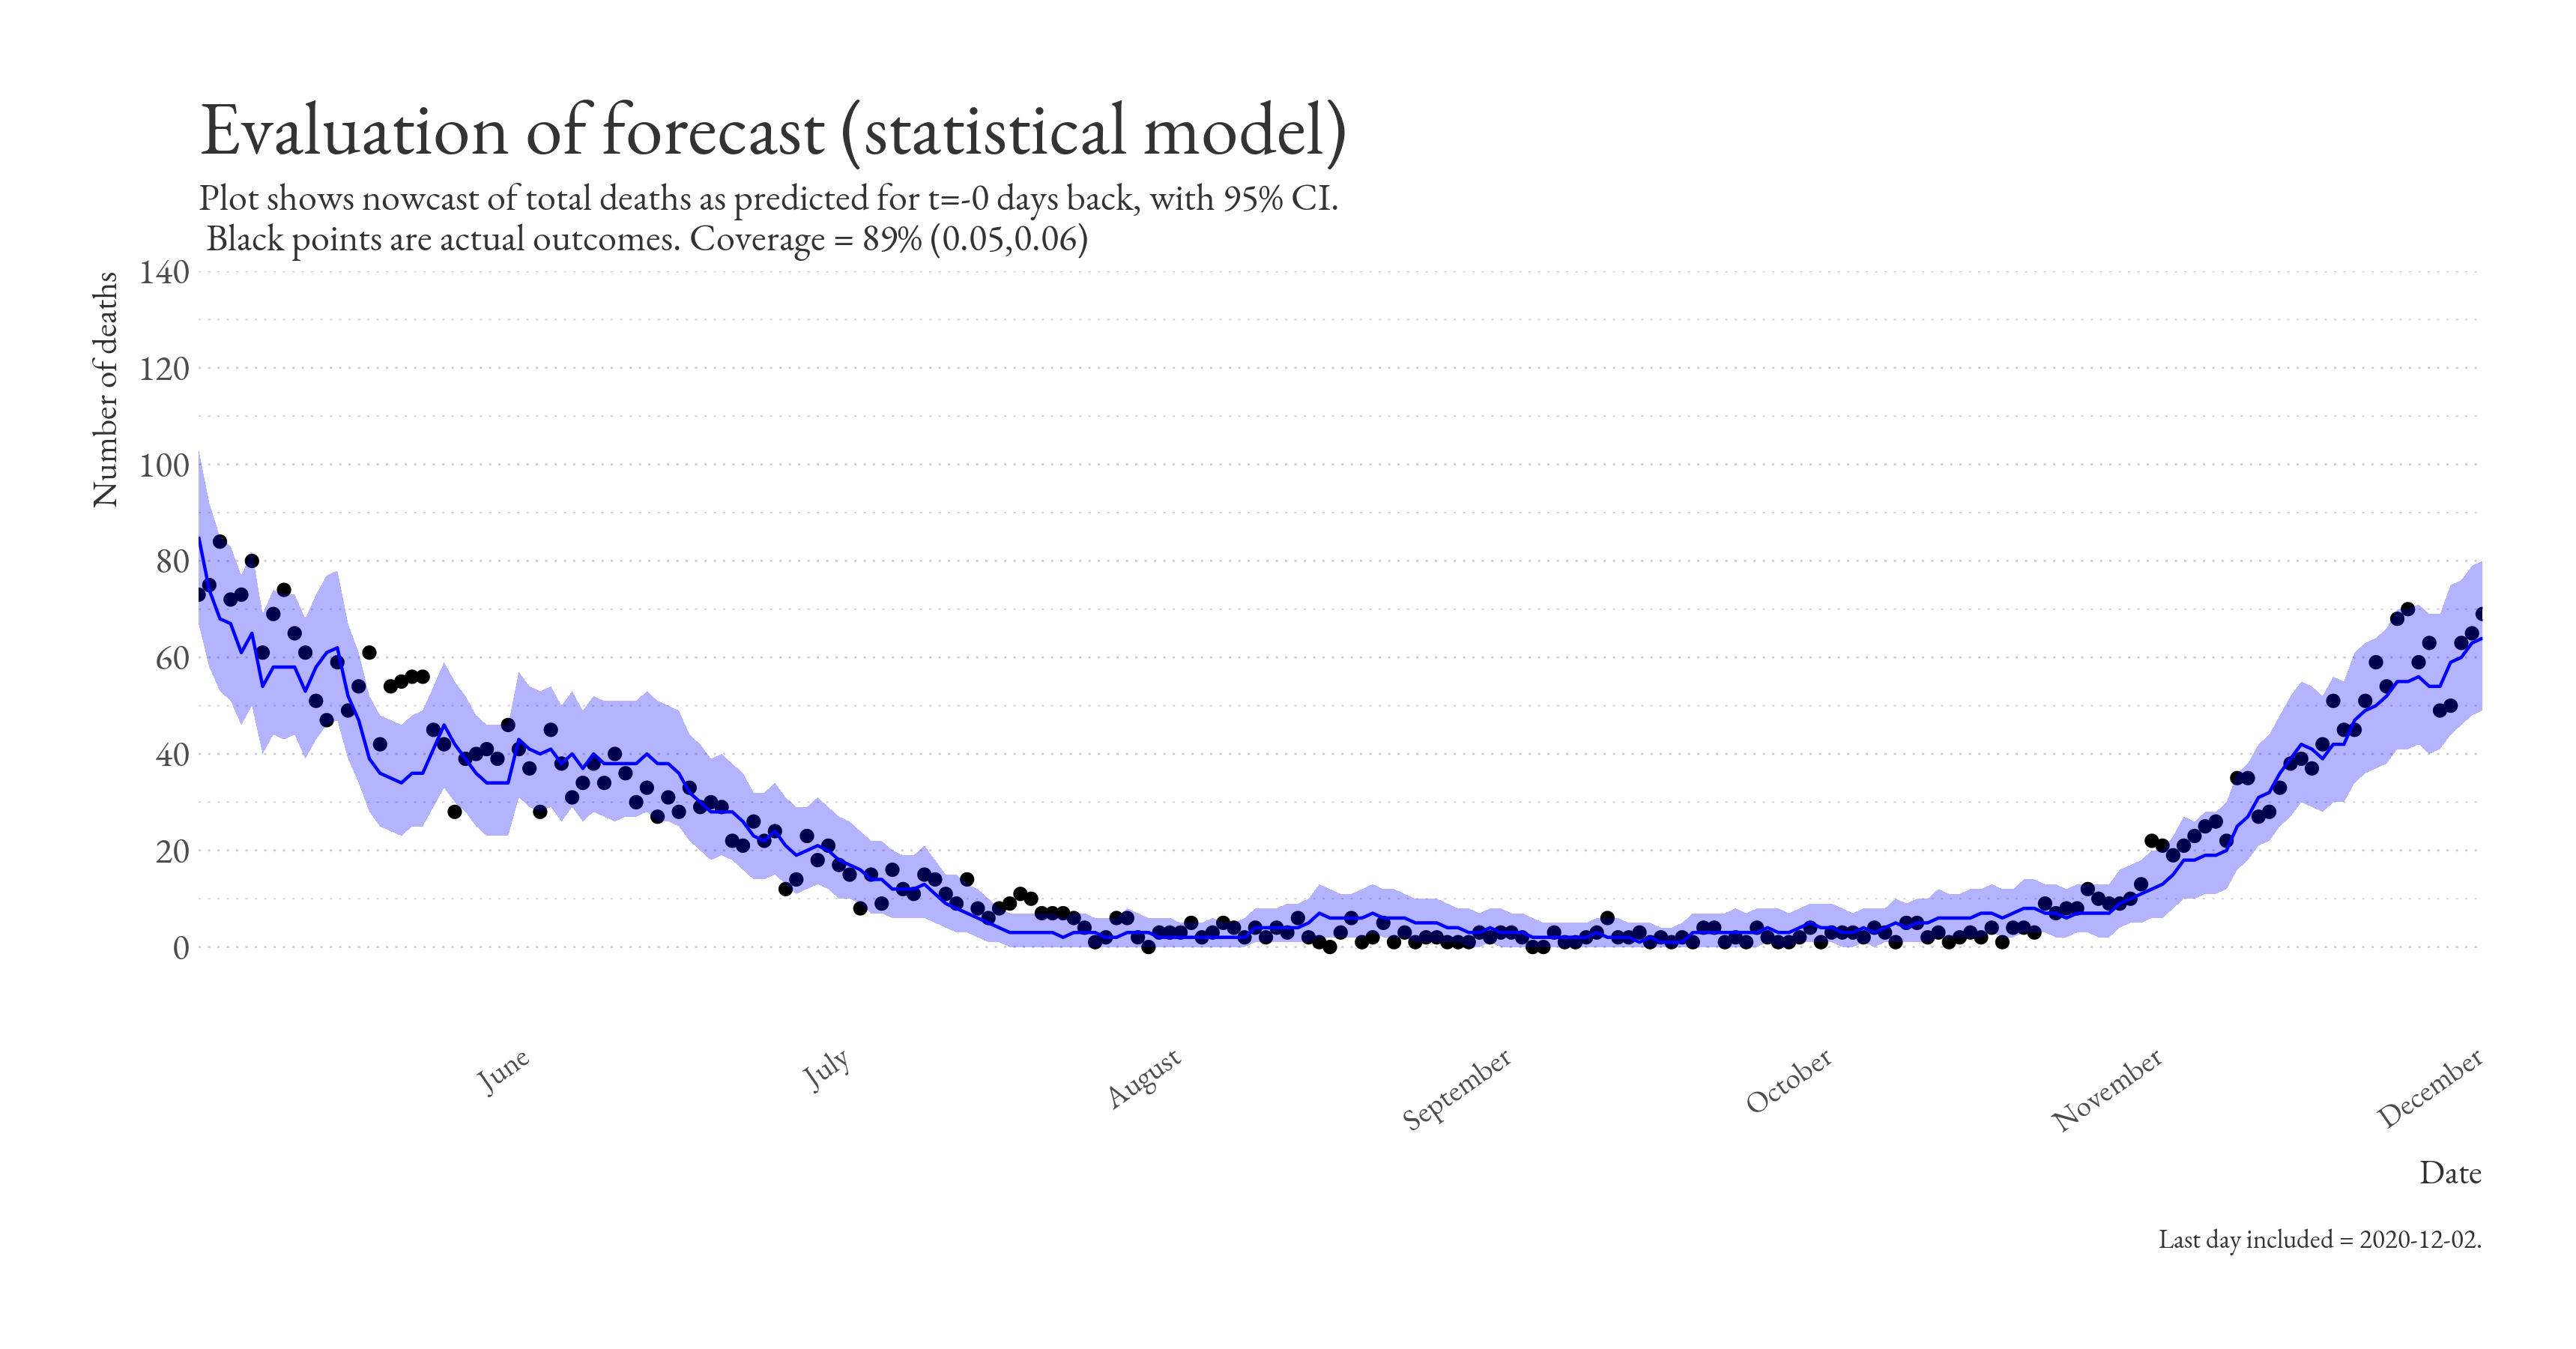 Evaluation of forecast (statistical model)
Plot shows nowcast of total deaths as predicted for t=-0 days back, with 95% CI.
Black points are actual outcomes. Coverage = 89% (0.05,0.06)
Number of deaths
140
120
100
80
60
40
20
0
June
July
August
September
October
November
December
Date
Last day included = 2020-12-02.